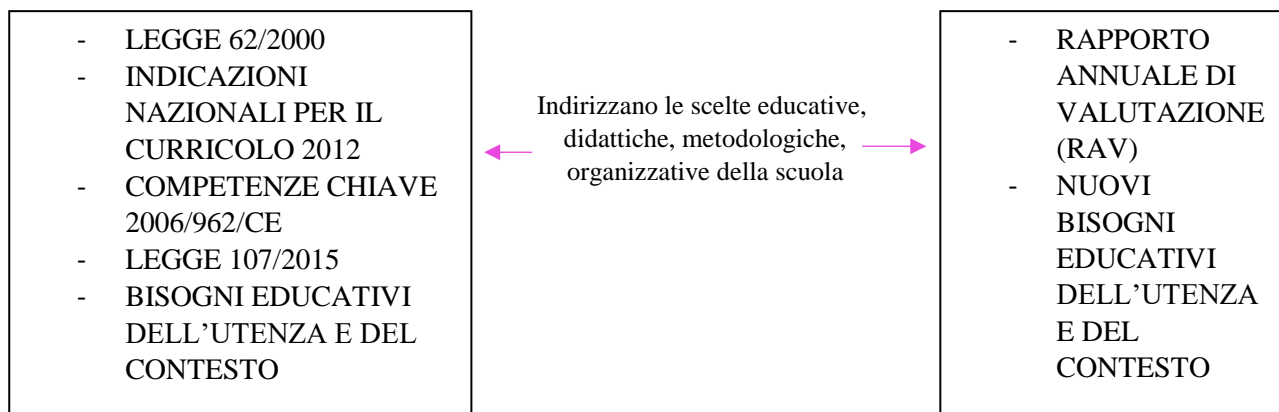 - LEGGE 62/2000
- INDICAZIONI
NAZIONALI PER IL
CURRICOLO 2012
- COMPETENZE CHIAVE
2006/962/CE
- LEGGE 107/2015
- BISOGNI EDUCATIVI
DELL’UTENZA E DEL
CONTESTO
Indirizzano le scelte educative,
didattiche, metodologiche,
organizzative della scuola
- RAPPORTO
ANNUALE DI
VALUTAZIONE
(RAV)
- NUOVI
BISOGNI
EDUCATIVI
DELL’UTENZA
E DEL
CONTESTO